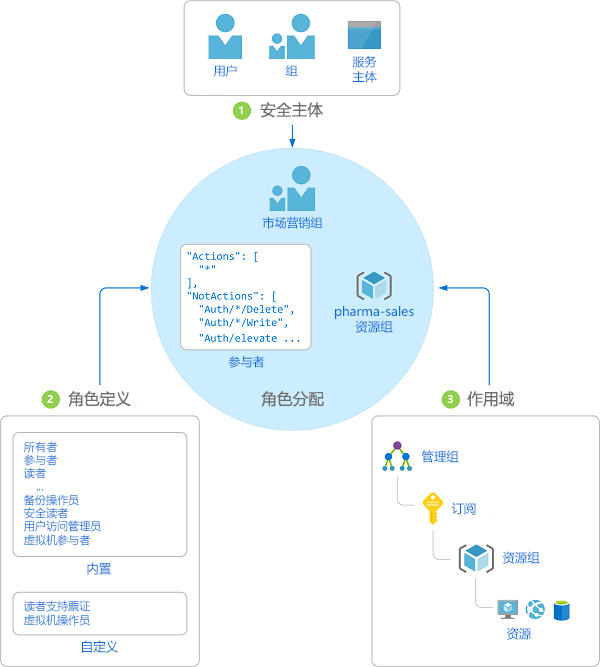 用户
组
服务
主体
1 安全主体
市场营销组
"Actions": [
"*"
],
"NotActions": [
"Auth/*/Delete",
"Auth/*/Write",
"Auth/elevate ...
参与者
pharma-sales
资源组
角色分配
2 角色定义
所有者
参与者
读者
...
备份操作员
安全读者
用户访问管理员
虚拟机参与者
内置
读者支持票证
虚拟机操作员
自定义
3 作用域
管理组
订阅
资源组
资源